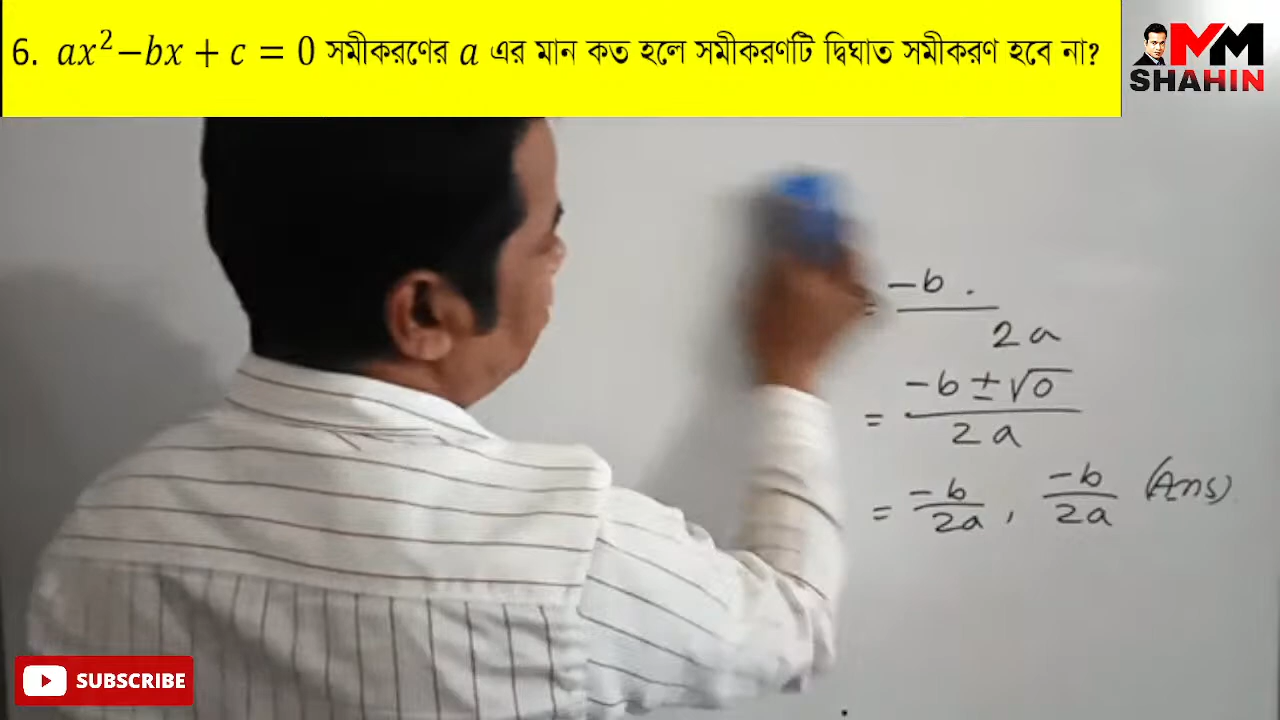 6. ax²−bx + c = 0 সমীকরণের a এর মান কত হলে সমীকরণটি দ্বিঘাত সমীকরণ হবে না?
MM
SHAHIN
= −b .
2a
= −b ± √0
2a
= −b/2a , −b/2a (Ans)
SUBSCRIBE